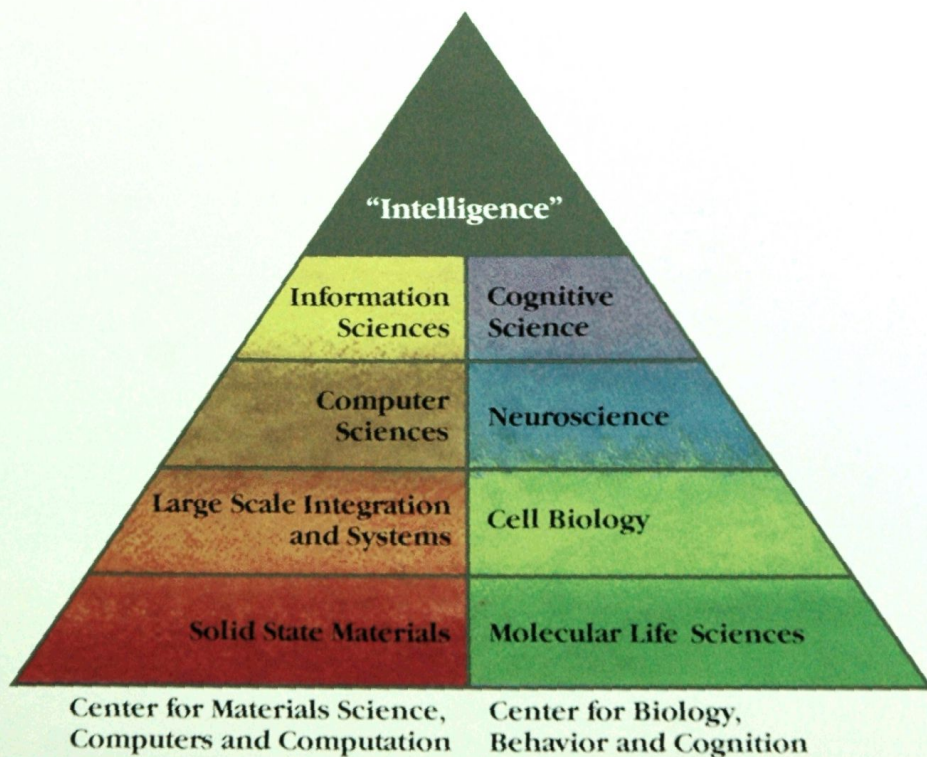 “Intelligence”
Information
Sciences
Cognitive
Science
Computer
Sciences
Neuroscience
Large Scale Integration
and Systems
Cell Biology
Solid State Materials
Molecular Life Sciences
Center for Materials Science,
Computers and Computation
Center for Biology,
Behavior and Cognition